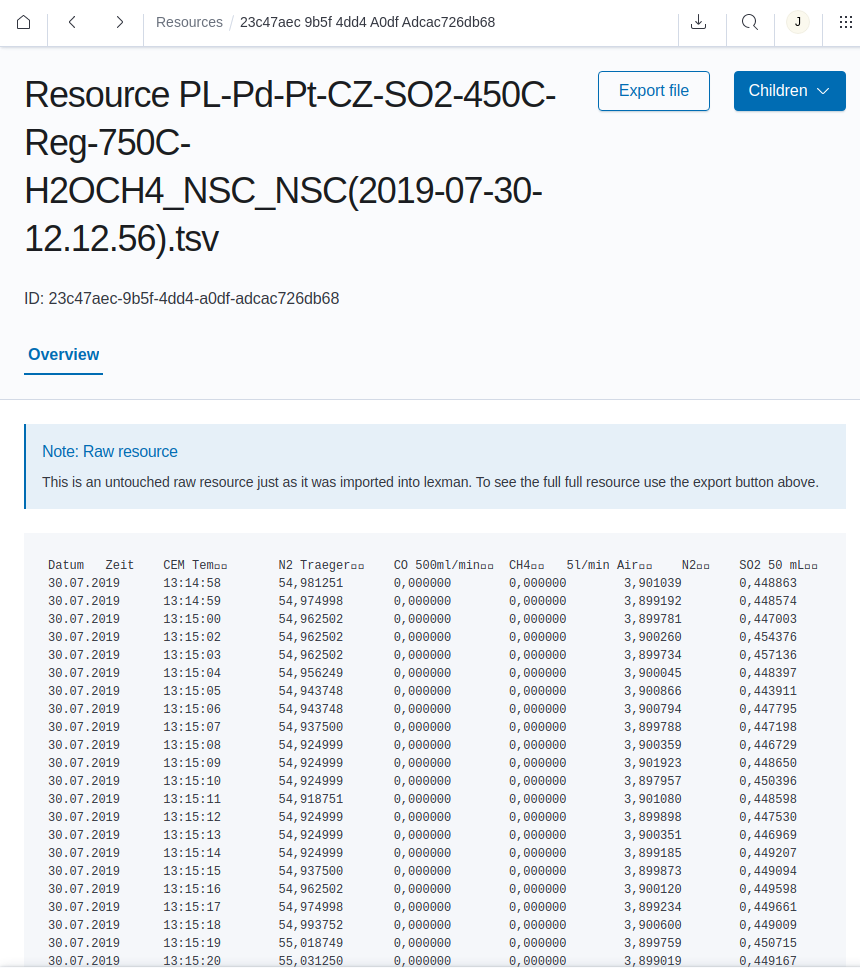 Resources / 23c47aec 9b5f 4dd4 A0df Adcac726db68 J
Resource PL-Pd-Pt-CZ-SO2-450C-
Reg-750C-
H2OCH4_NSC_NSC(2019-07-30-
12.12.56).tsv
Export file
Children
ID: 23c47aec-9b5f-4dd4-a0df-adcac726db68
Overview
Note: Raw resource
This is an untouched raw resource just as it was imported into lexman. To see the full full resource use the export button above.
Datum Zeit CEM Tem□□ N2 Traeger□□ CO 500ml/min□□ CH4□□ 5l/min Air□□ N2□□ SO2 50 mL□□
30.07.2019 13:14:58 54,981251 0,000000 0,000000 3,901039 0,448863
30.07.2019 13:14:59 54,974998 0,000000 0,000000 3,899192 0,448574
30.07.2019 13:15:00 54,962502 0,000000 0,000000 3,899781 0,447003
30.07.2019 13:15:02 54,962502 0,000000 0,000000 3,900260 0,454376
30.07.2019 13:15:03 54,962502 0,000000 0,000000 3,899734 0,457136
30.07.2019 13:15:04 54,956249 0,000000 0,000000 3,900045 0,448397
30.07.2019 13:15:05 54,943748 0,000000 0,000000 3,900866 0,443911
30.07.2019 13:15:06 54,943748 0,000000 0,000000 3,900794 0,447795
30.07.2019 13:15:07 54,937500 0,000000 0,000000 3,899788 0,447198
30.07.2019 13:15:08 54,924999 0,000000 0,000000 3,900359 0,446729
30.07.2019 13:15:09 54,924999 0,000000 0,000000 3,901923 0,448650
30.07.2019 13:15:10 54,924999 0,000000 0,000000 3,897957 0,450396
30.07.2019 13:15:11 54,918751 0,000000 0,000000 3,901080 0,448598
30.07.2019 13:15:12 54,924999 0,000000 0,000000 3,899898 0,447530
30.07.2019 13:15:13 54,924999 0,000000 0,000000 3,900351 0,446969
30.07.2019 13:15:14 54,924999 0,000000 0,000000 3,899185 0,449207
30.07.2019 13:15:15 54,937500 0,000000 0,000000 3,899873 0,449094
30.07.2019 13:15:16 54,962502 0,000000 0,000000 3,900120 0,449598
30.07.2019 13:15:17 54,974998 0,000000 0,000000 3,899234 0,449661
30.07.2019 13:15:18 54,993752 0,000000 0,000000 3,900600 0,449009
30.07.2019 13:15:19 55,018749 0,000000 0,000000 3,899759 0,450715
30.07.2019 13:15:20 55,031250 0,000000 0,000000 3,899019 0,449167